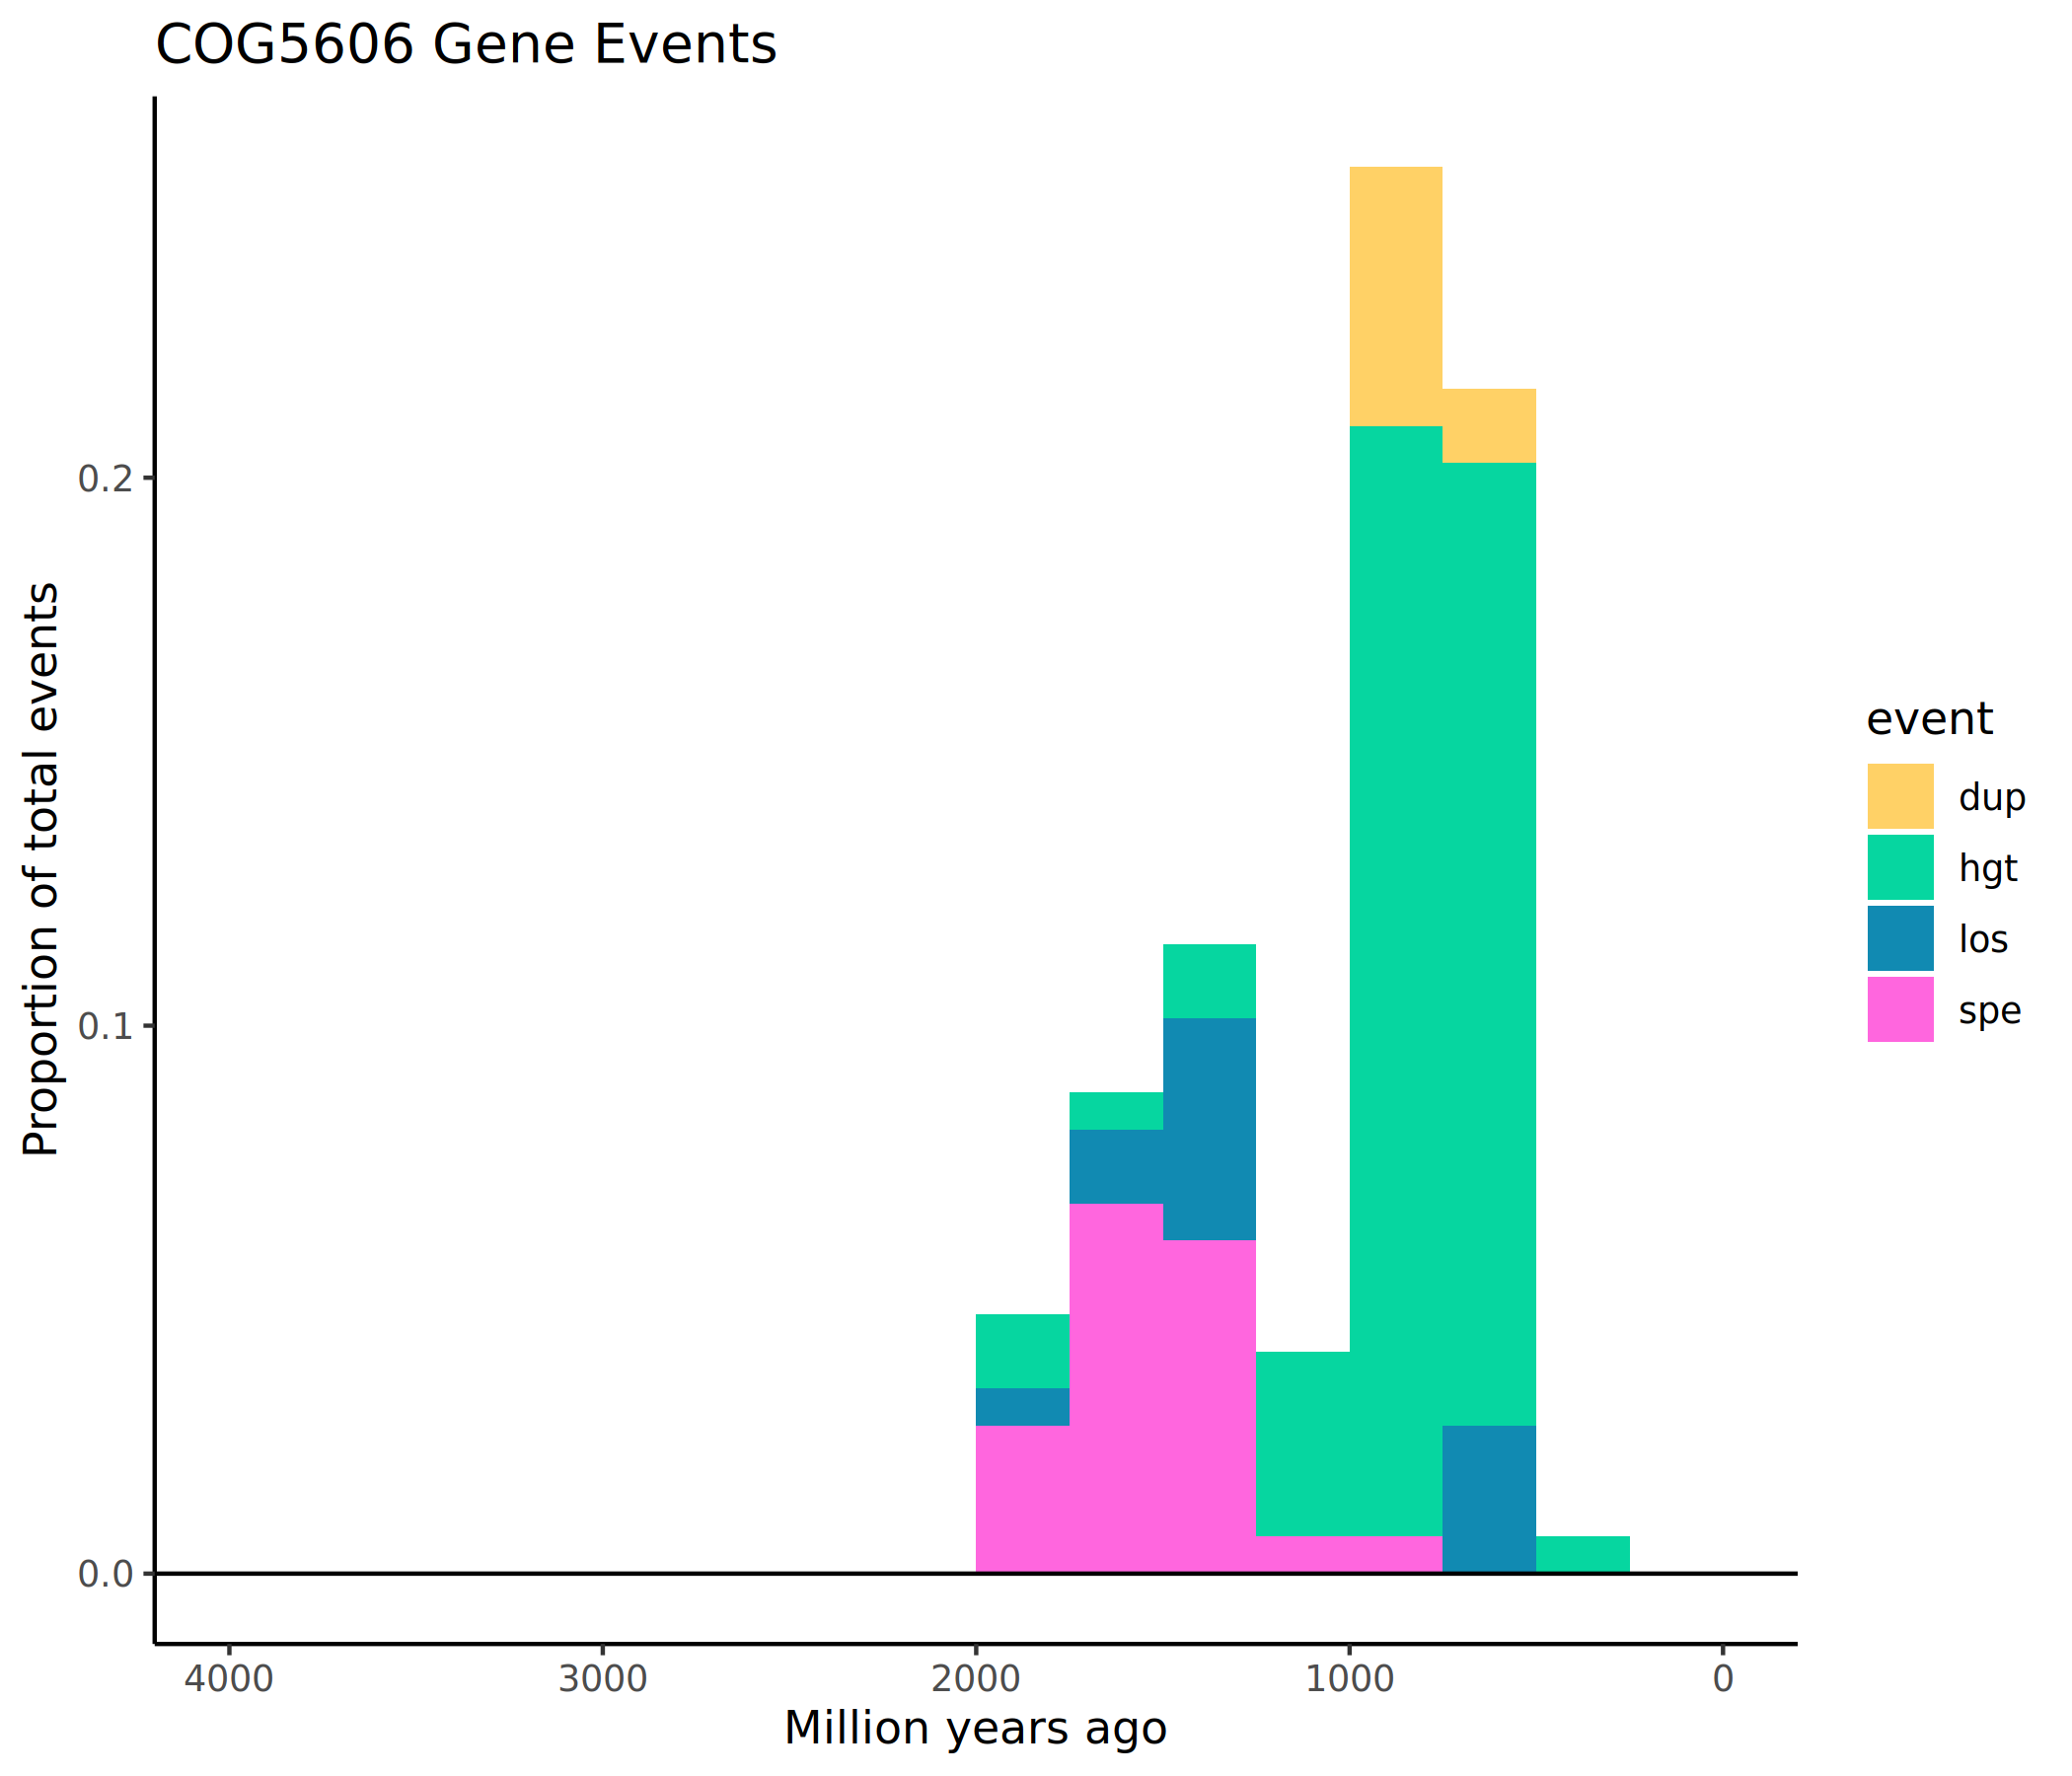 COG5606 Gene Events
Proportion of total events
0.2
0.1
0.0
4000 3000 2000 1000 0
Million years ago
event
dup
hgt
los
spe